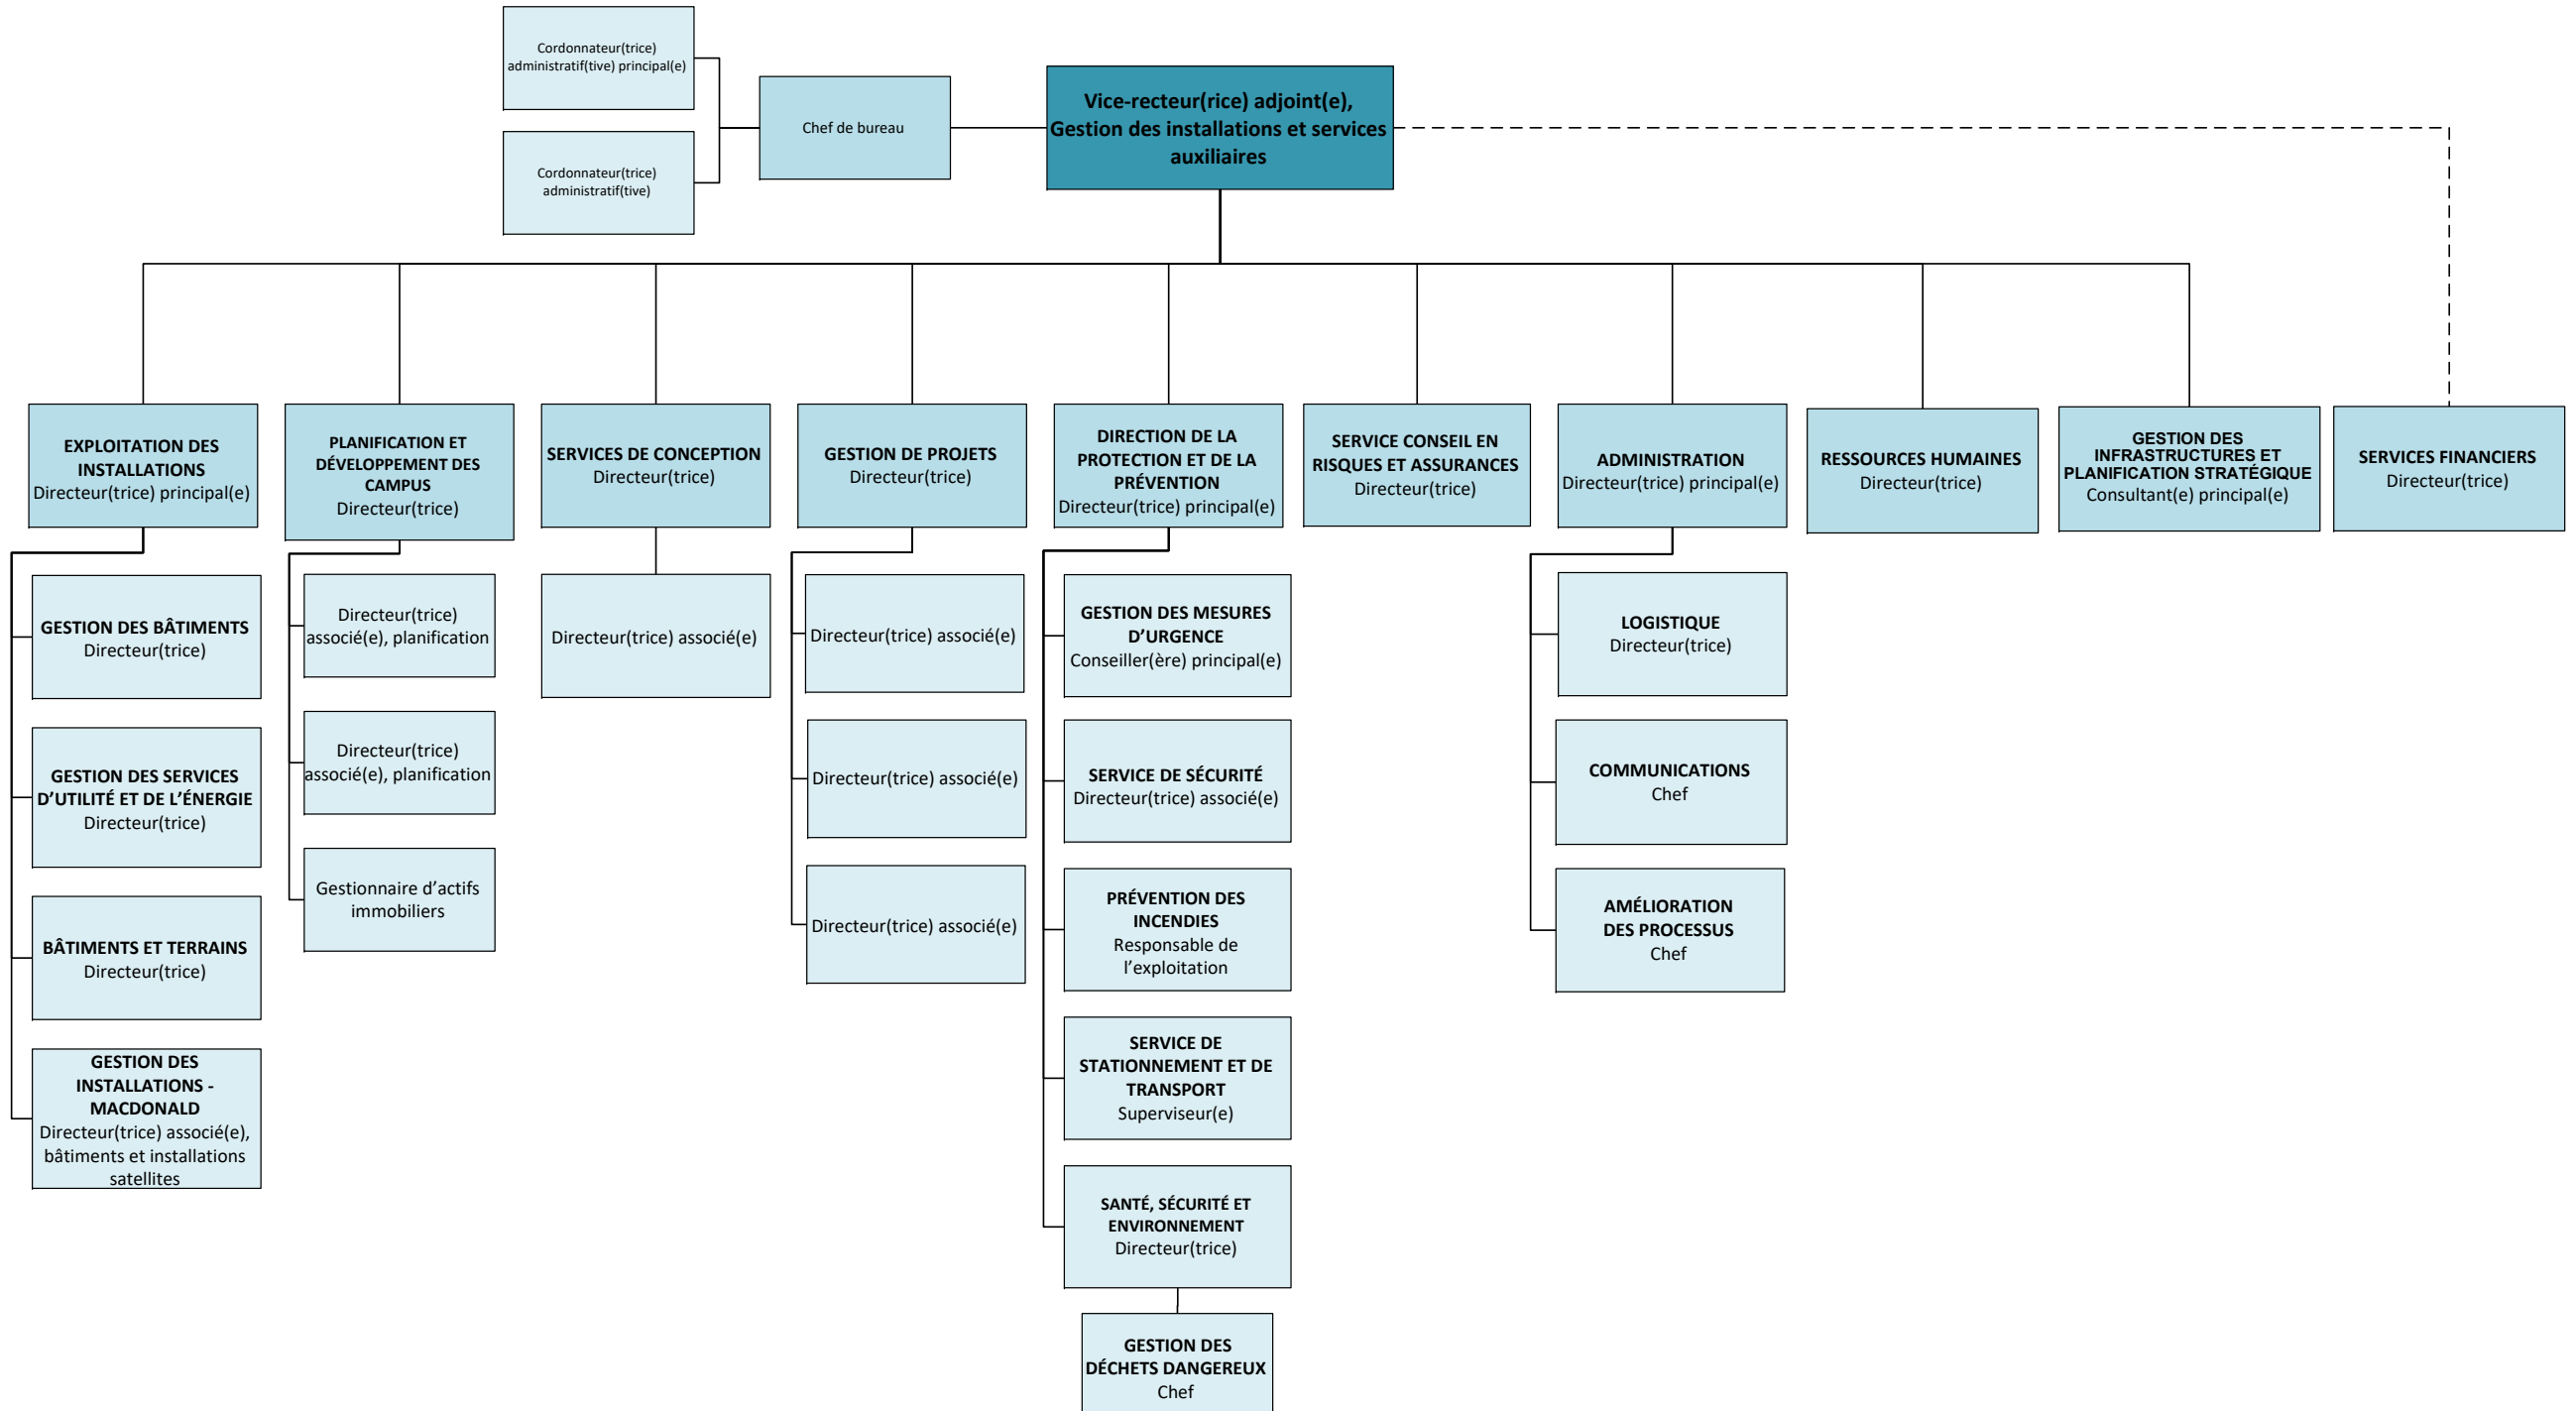 Cordonnateur(trice)
administratif(tive) principal(e)
Chef de bureau
Cordonnateur(trice)
administratif(tive)
Vice-recteur(rice) adjoint(e),
Gestion des installations et services
auxiliaires
EXPLOITATION DES
INSTALLATIONS
Directeur(trice) principal(e)
PLANIFICATION ET
DÉVELOPPEMENT DES
CAMPUS
Directeur(trice)
SERVICES DE CONCEPTION
Directeur(trice)
GESTION DE PROJETS
Directeur(trice)
DIRECTION DE LA
PROTECTION ET DE LA
PRÉVENTION
Directeur(trice) principal(e)
SERVICE CONSEIL EN
RISQUES ET ASSURANCES
Directeur(trice)
ADMINISTRATION
Directeur(trice) principal(e)
RESSOURCES HUMAINES
Directeur(trice)
GESTION DES
INFRASTRUCTURES ET
PLANIFICATION STRATÉGIQUE
Consultant(e) principal(e)
SERVICES FINANCIERS
Directeur(trice)
GESTION DES BÂTIMENTS
Directeur(trice)
GESTION DES SERVICES
D’UTILITÉ ET DE L’ÉNERGIE
Directeur(trice)
BÂTIMENTS ET TERRAINS
Directeur(trice)
GESTION DES
INSTALLATIONS -
MACDONALD
Directeur(trice) associé(e),
bâtiments et installations
satellites
Directeur(trice)
associé(e), planification
Directeur(trice)
associé(e), planification
Gestionnaire d’actifs
immobiliers
Directeur(trice) associé(e)
Directeur(trice) associé(e)
Directeur(trice) associé(e)
Directeur(trice) associé(e)
GESTION DES MESURES
D’URGENCE
Conseiller(ère) principal(e)
SERVICE DE SÉCURITÉ
Directeur(trice) associé(e)
PRÉVENTION DES
INCENDIES
Responsable de
l’exploitation
SERVICE DE
STATIONNEMENT ET DE
TRANSPORT
Superviseur(e)
SANTÉ, SÉCURITÉ ET
ENVIRONNEMENT
Directeur(trice)
GESTION DES
DÉCHETS DANGEREUX
Chef
LOGISTIQUE
Directeur(trice)
COMMUNICATIONS
Chef
AMÉLIORATION
DES PROCESSUS
Chef